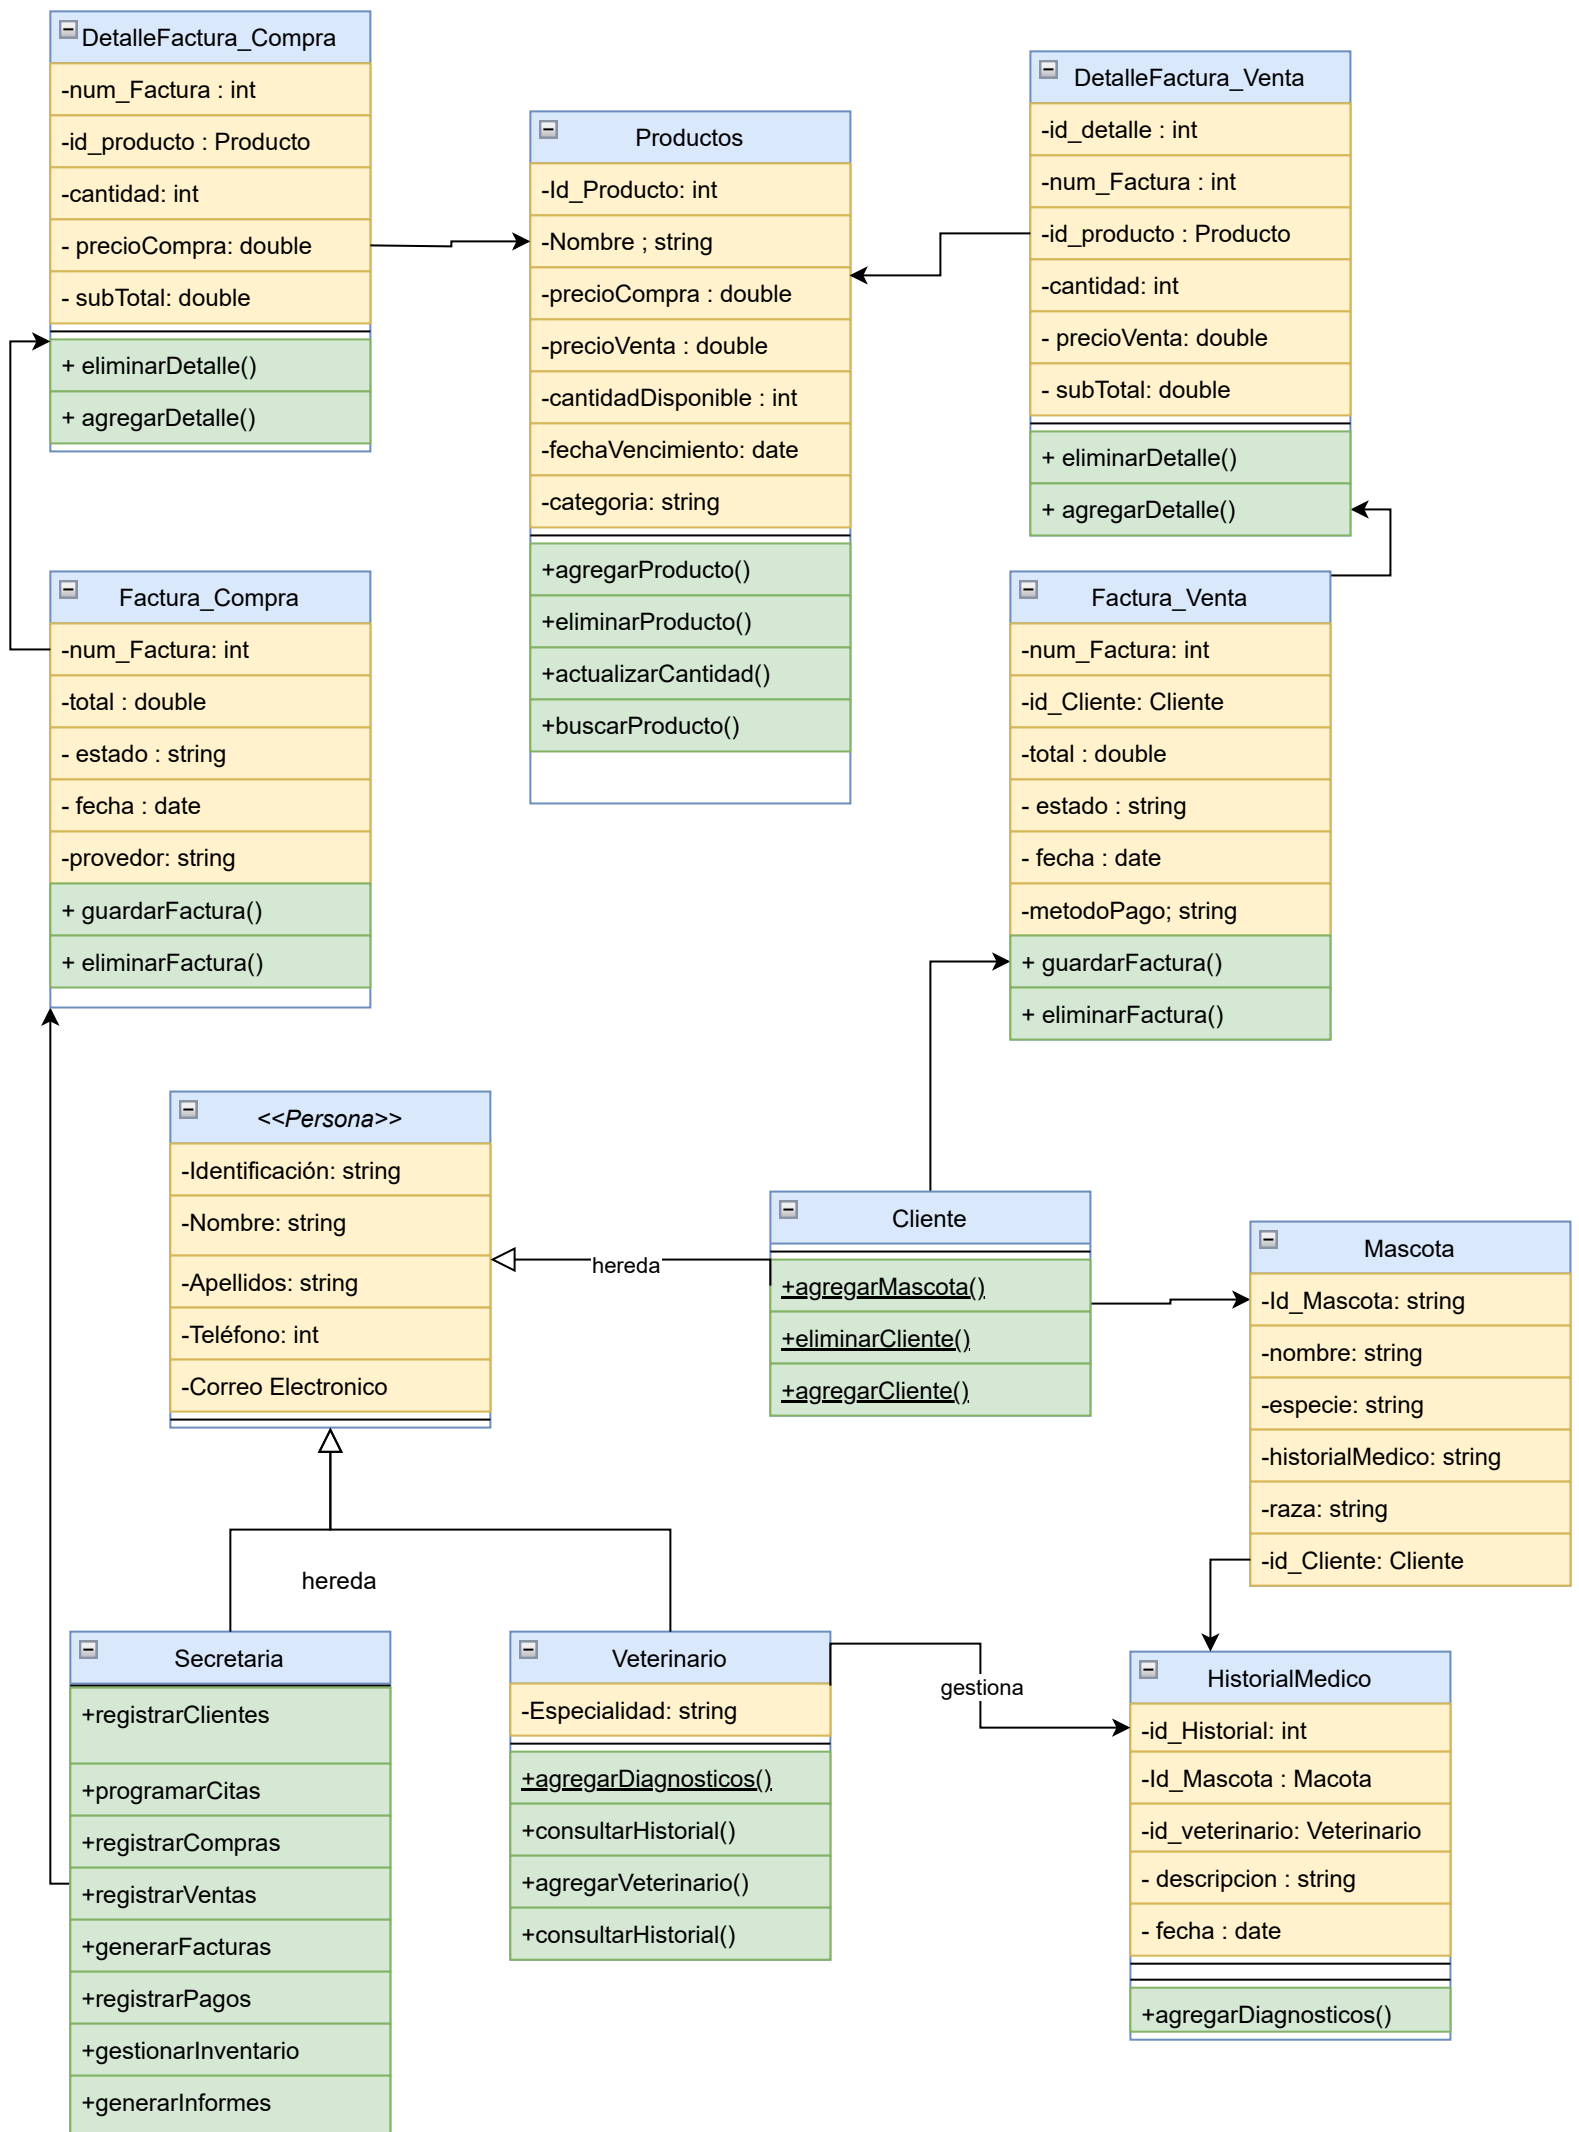 DetalleFactura_Compra
-num_Factura : int
-id_producto : Producto
-cantidad: int
- precioCompra: double
- subTotal: double
+ eliminarDetalle()
+ agregarDetalle()
Productos
-Id_Producto: int
-Nombre ; string
-precioCompra : double
-precioVenta : double
-cantidadDisponible : int
-fechaVencimiento: date
-categoria: string
+agregarProducto()
+eliminarProducto()
+actualizarCantidad()
+buscarProducto()
DetalleFactura_Venta
-id_detalle : int
-num_Factura : int
-id_producto : Producto
-cantidad: int
- precioVenta: double
- subTotal: double
+ eliminarDetalle()
+ agregarDetalle()
Factura_Compra
-num_Factura: int
-total : double
- estado : string
- fecha : date
-provedor: string
+ guardarFactura()
+ eliminarFactura()
Factura_Venta
-num_Factura: int
-id_Cliente: Cliente
-total : double
- estado : string
- fecha : date
-metodoPago; string
+ guardarFactura()
+ eliminarFactura()
<<Persona>>
-Identificación: string
-Nombre: string
-Apellidos: string
-Teléfono: int
-Correo Electronico
hereda
Cliente
+agregarMascota()
+eliminarCliente()
+agregarCliente()
Mascota
-Id_Mascota: string
-nombre: string
-especie: string
-historialMedico: string
-raza: string
-id_Cliente: Cliente
hereda
Secretaria
+registrarClientes
+programarCitas
+registrarCompras
+registrarVentas
+generarFacturas
+registrarPagos
+gestionarInventario
+generarInformes
Veterinario
-Especialidad: string
+agregarDiagnosticos()
+consultarHistorial()
+agregarVeterinario()
+consultarHistorial()
gestiona
HistorialMedico
-id_Historial: int
-Id_Mascota : Macota
-id_veterinario: Veterinario
- descripcion : string
- fecha : date
+agregarDiagnosticos()